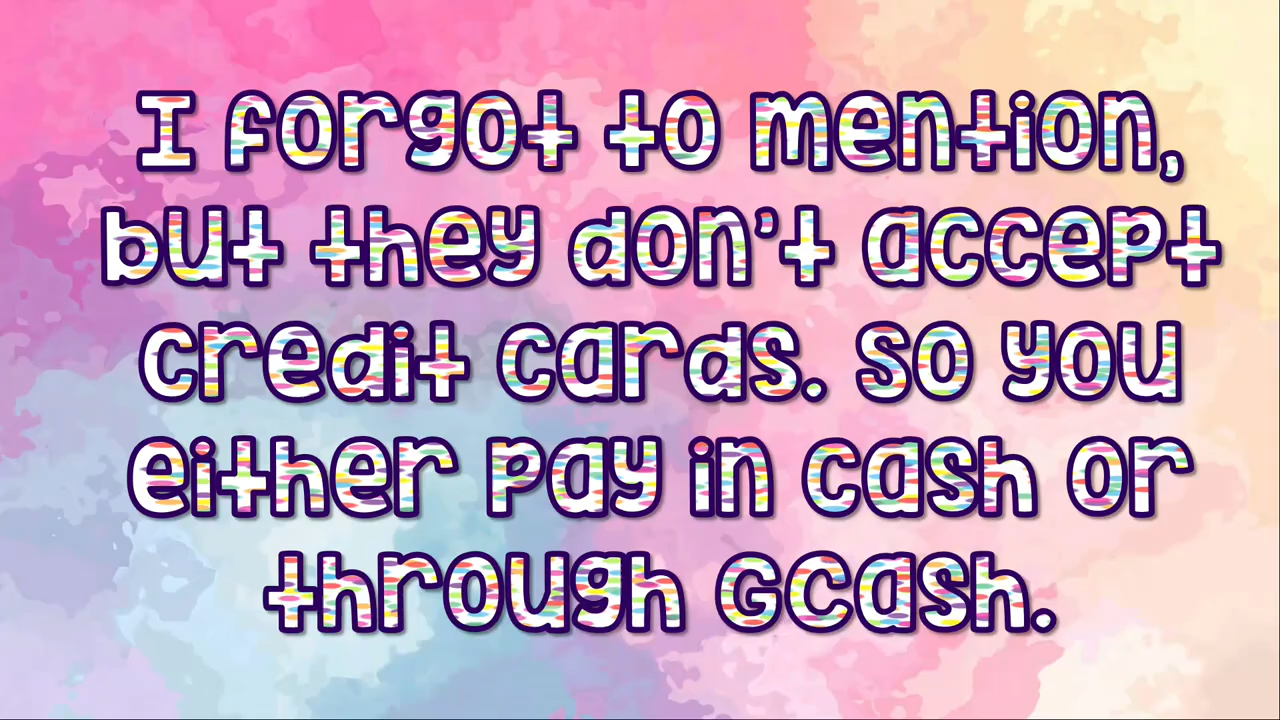 I forgot to mention,
but they don't accept
credit cards. So you
either pay in cash or
through GCash.